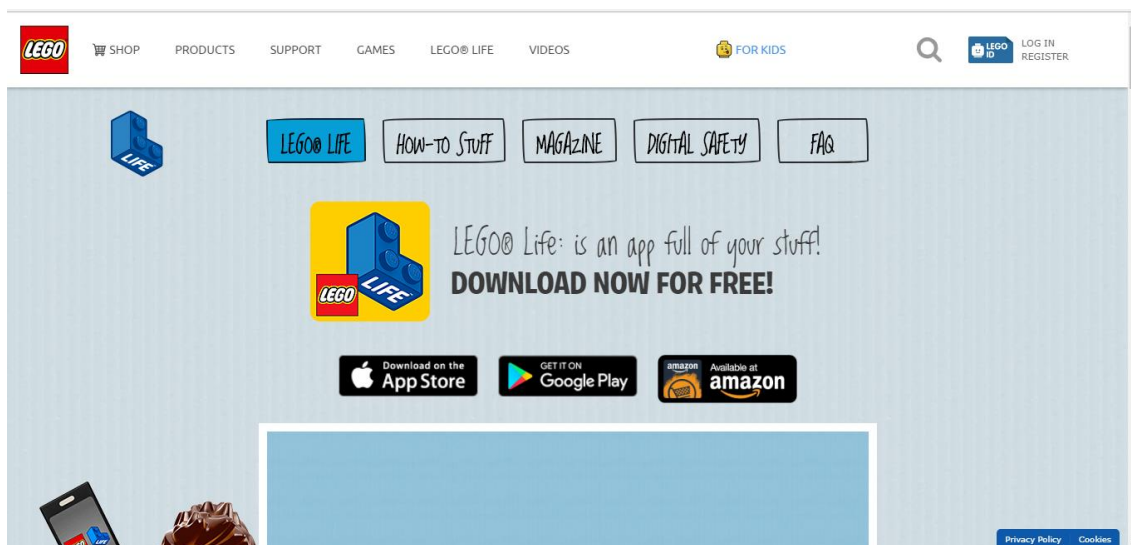 LEGO
SHOP PRODUCTS SUPPORT GAMES LEGO® LIFE VIDEOS FOR KIDS
LEGO ID
LOG IN
REGISTER
LIFE
LEGO® LIFE HOW-TO STUFF MAGAZINE DIGITAL SAFETY FAQ
LEGO LIFE
LEGO® Life: is an app full of your stuff!
DOWNLOAD NOW FOR FREE!
Download on the App Store
GET IT ON Google Play
amazon Available at amazon
LIFE
Privacy Policy Cookies